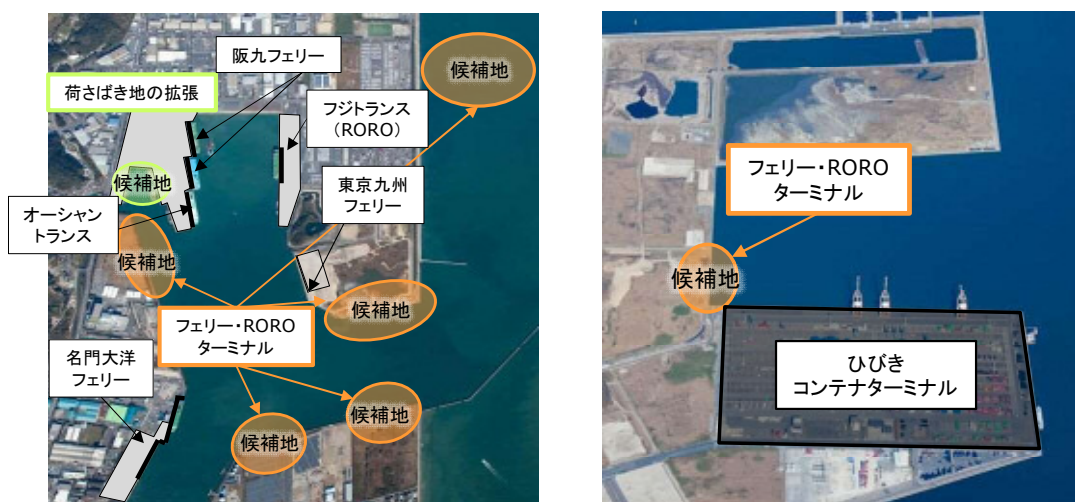 阪九フェリー
候補地
荷さばき地の拡張
フジトランス
（RORO）
候補地
東京九州
フェリー
オーシャン
トランス
候補地
候補地
フェリー・RORO
ターミナル
名門大洋
フェリー
候補地
候補地
フェリー・RORO
ターミナル
候補地
ひびき
コンテナターミナル